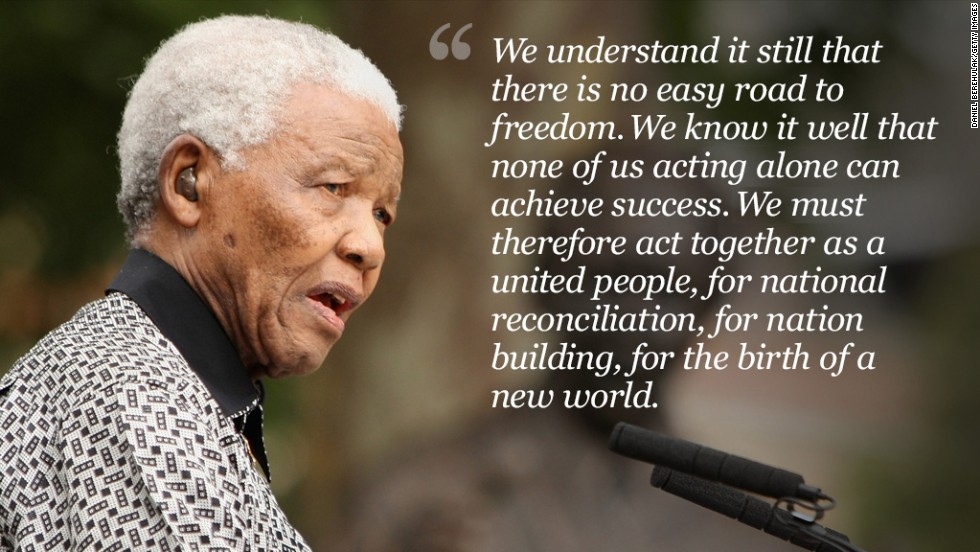 “
We understand it still that
there is no easy road to
freedom. We know it well that
none of us acting alone can
achieve success. We must
therefore act together as a
united people, for national
reconciliation, for nation
building, for the birth of a
new world.
DANIEL BEREHULAK/GETTY IMAGES